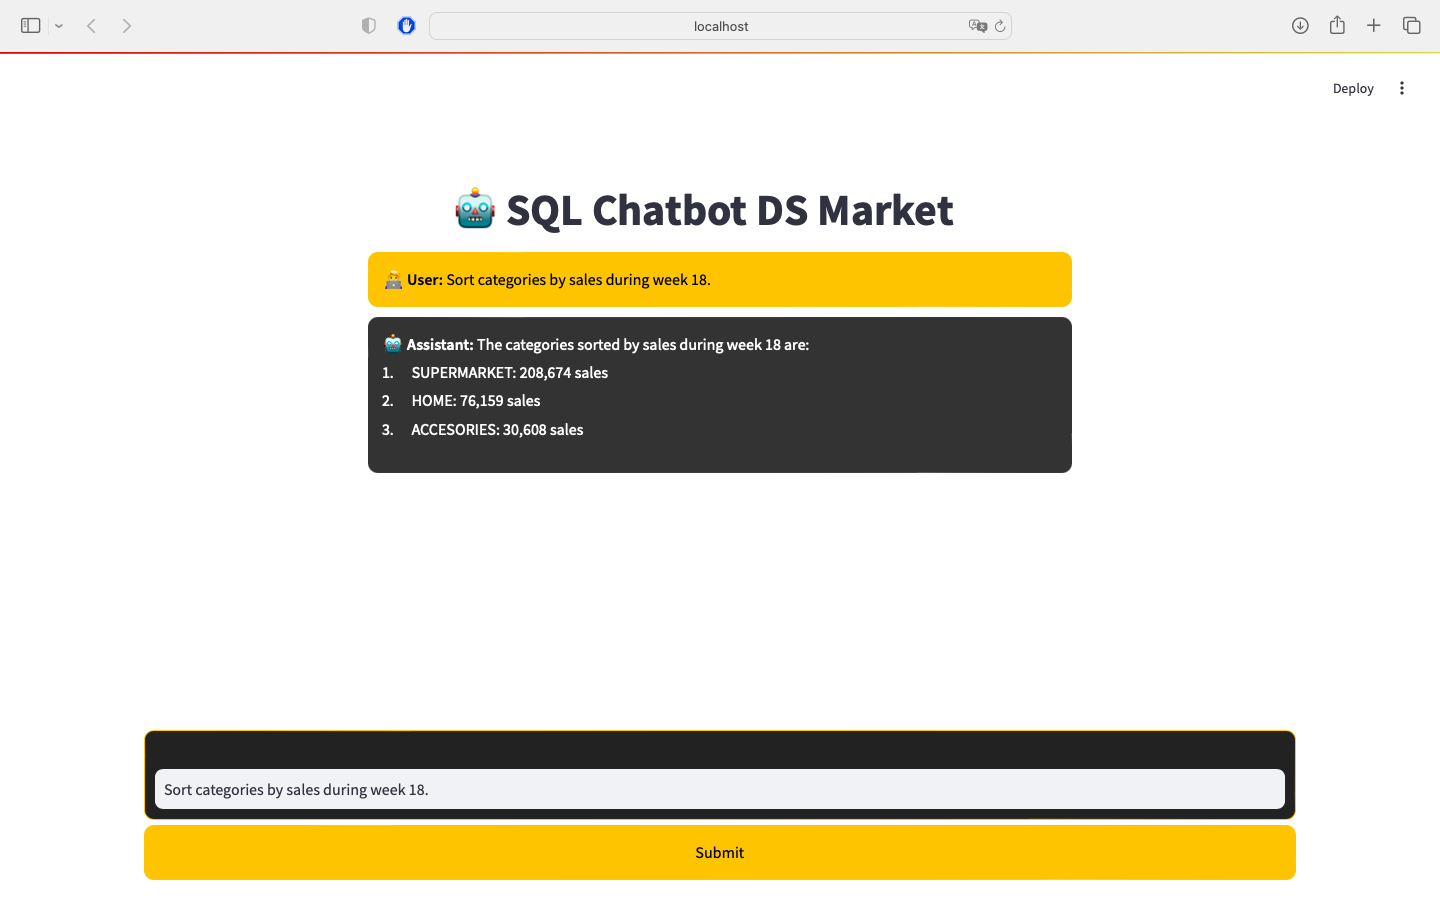 localhost
Deploy
SQL Chatbot DS Market
User: Sort categories by sales during week 18.
Assistant: The categories sorted by sales during week 18 are:
1. SUPERMARKET: 208,674 sales
2. HOME: 76,159 sales
3. ACCESORIES: 30,608 sales
Sort categories by sales during week 18.
Submit